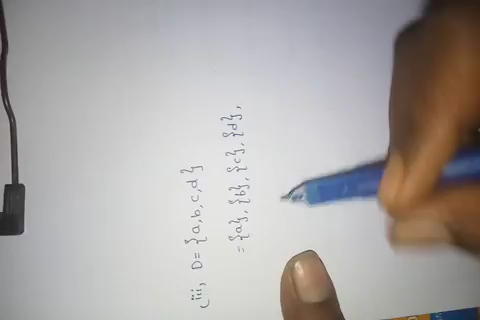 (iii, D = {a,b,c,d}
= {a}, {b}, {c}, {d},